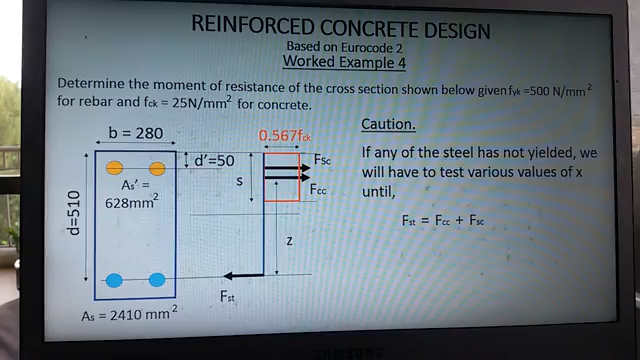 REINFORCED CONCRETE DESIGN
Based on Eurocode 2
Worked Example 4
Determine the moment of resistance of the cross section shown below given fyk =500 N/mm2
for rebar and fck = 25N/mm2 for concrete.
b = 280
0.567fck
d'=50
Fsc
As' =
628mm2
s
Fcc
d=510
z
Fst
As = 2410 mm2
Caution.
If any of the steel has not yielded, we
will have to test various values of x
until,
Fst = Fcc + Fsc
SAMSUNG